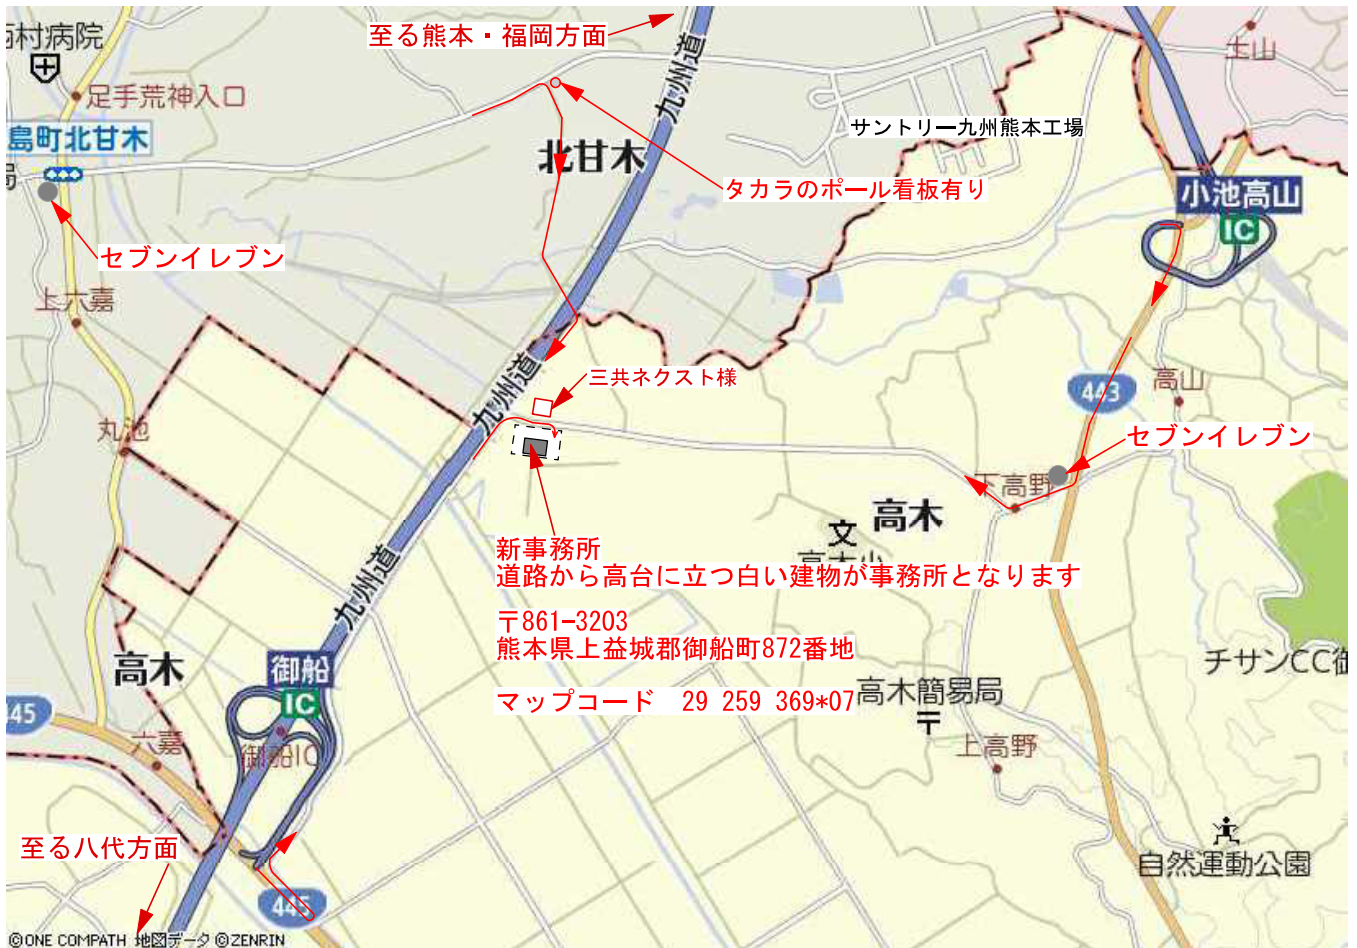 至る熊本・福岡方面
村病院
足手荒神入口
九州道
土山
サントリー九州熊本工場
島町北甘木
北甘木
タカラのポール看板有り
小池高山
IC
セブンイレブン
上六嘉
三共ネクスト様
九州道
443
高山
丸池
セブンイレブン
下高野
高木
文
高木小
新事務所
道路から高台に立つ白い建物が事務所となります
九州道
〒861-3203
熊本県上益城郡御船町872番地
高木
御船
IC
チサンCC御
マップコード 29 259 369*07
高木簡易局
〒
445
六嘉
御船IC
上高野
至る八代方面
自然運動公園
445
©ONE COMPATH 地図データ ©ZENRIN